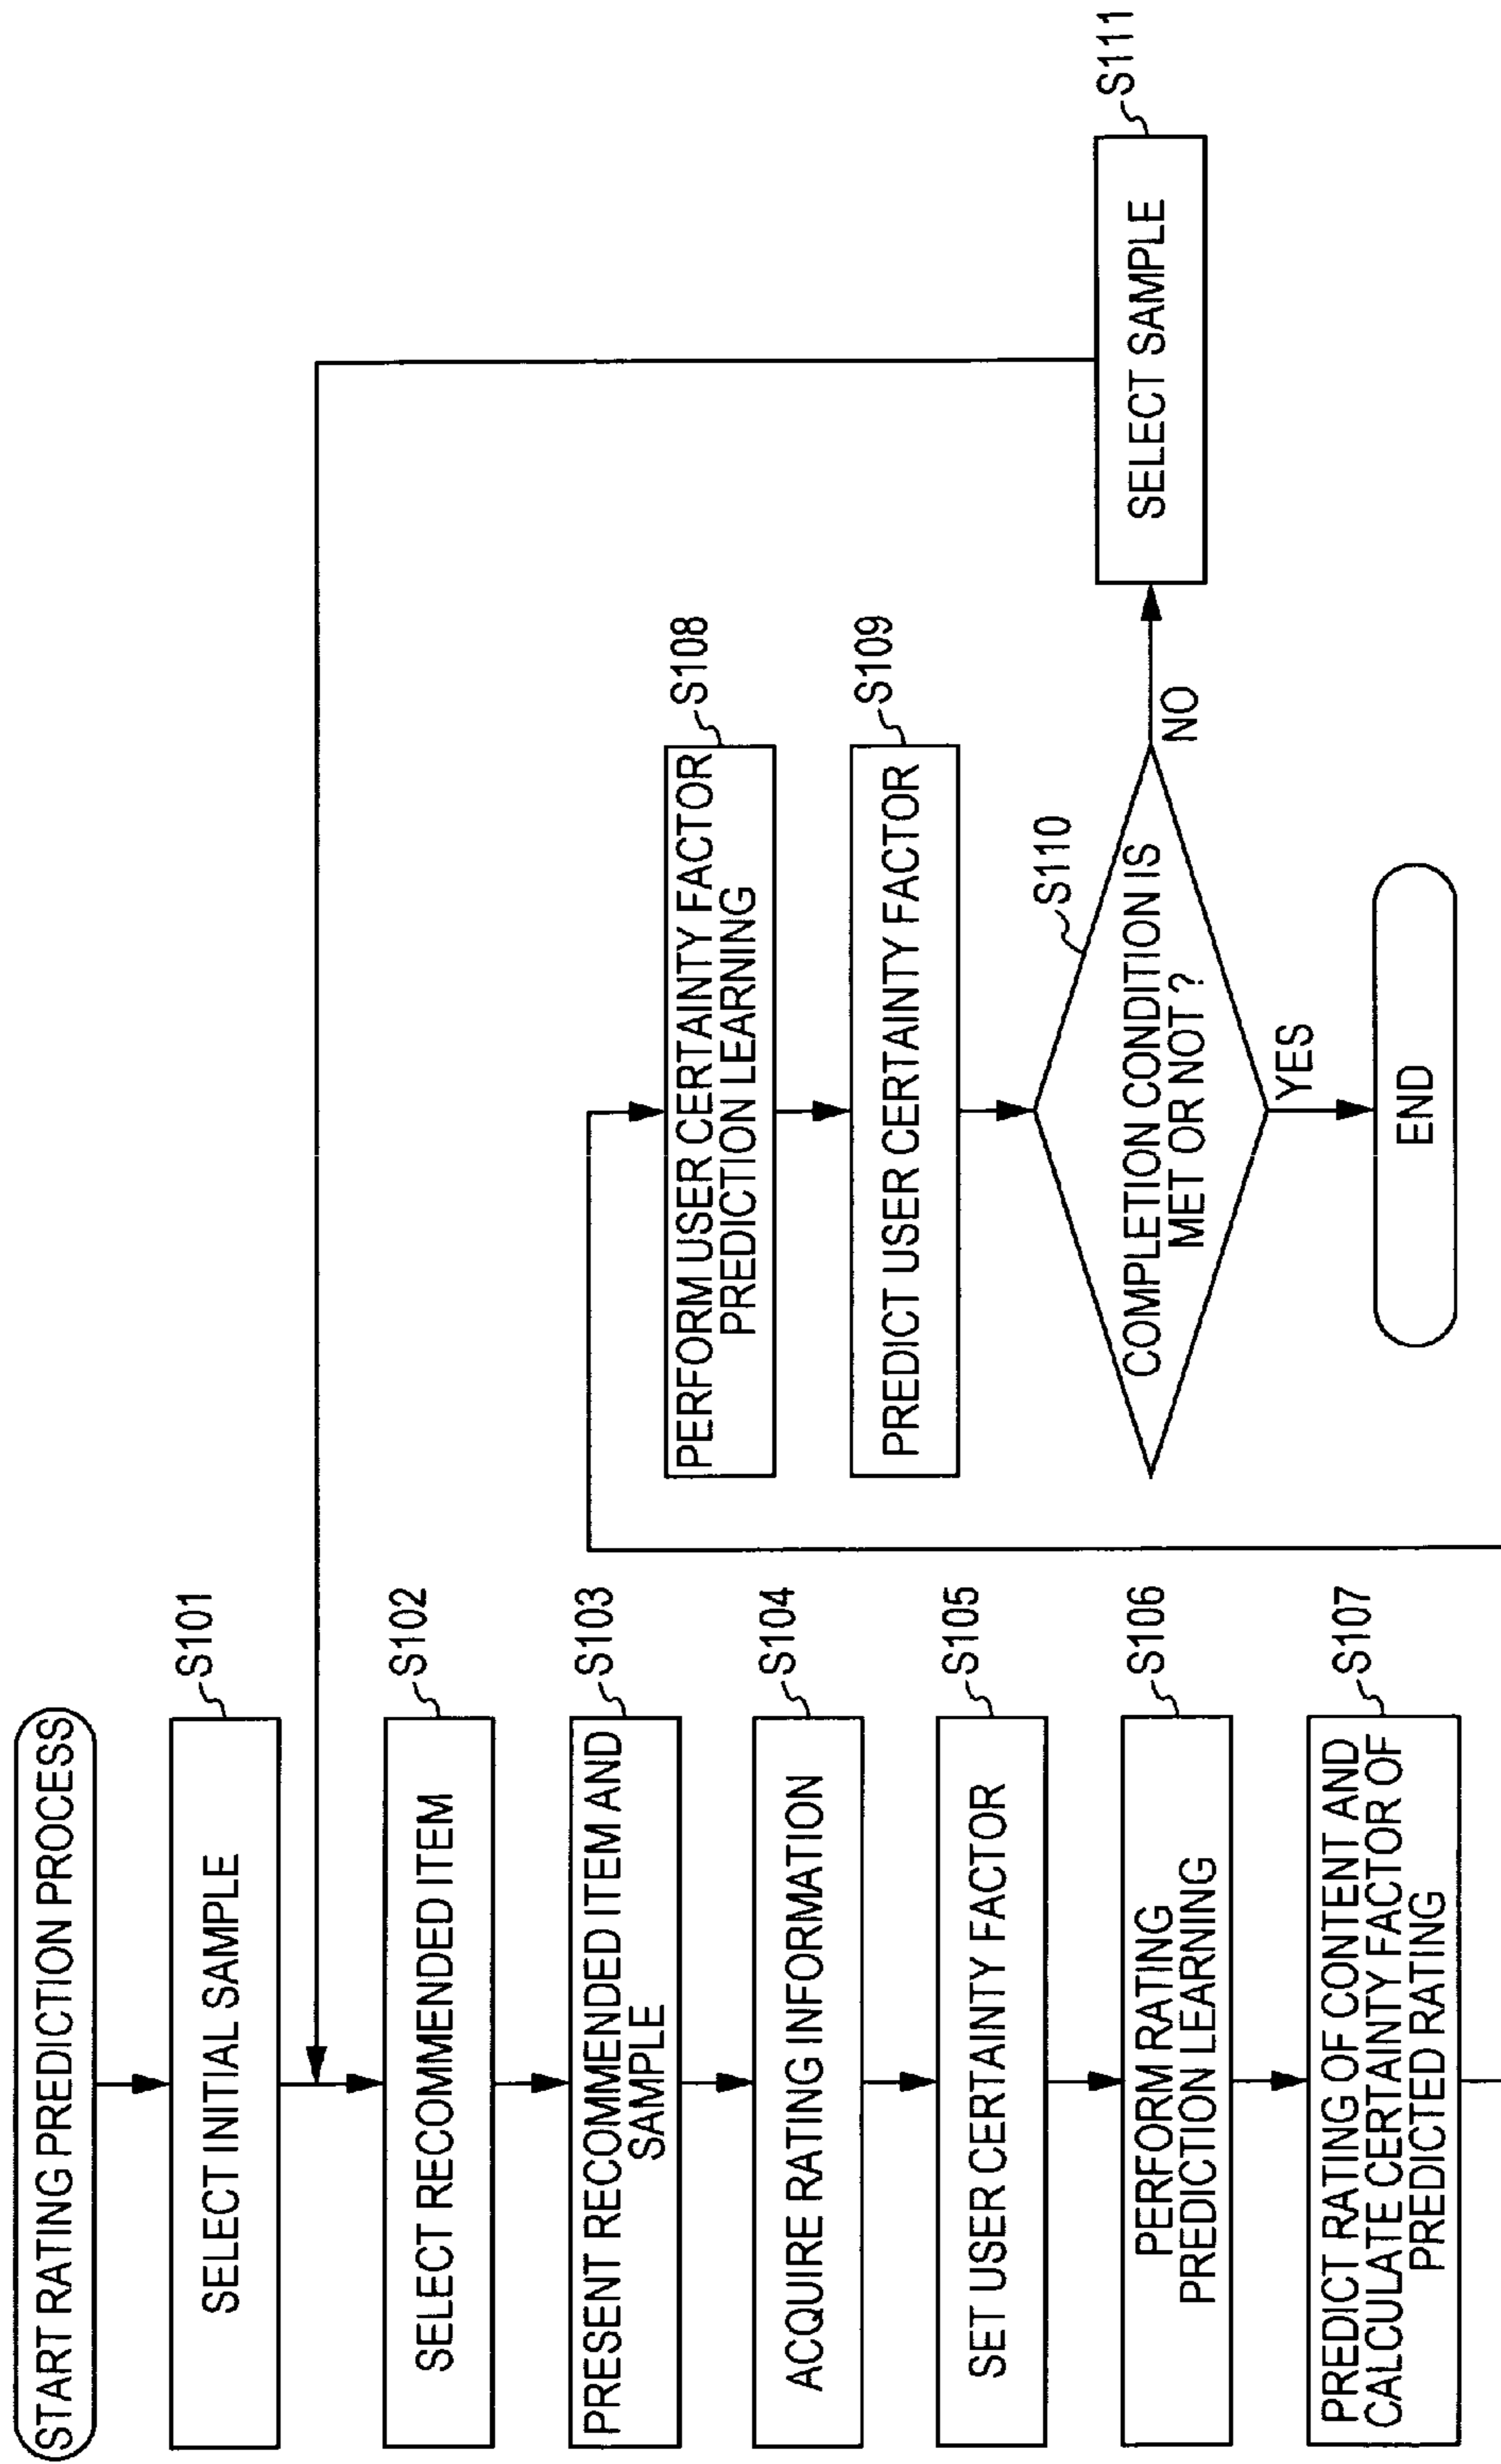 START RATING PREDICTION PROCESS
S101
SELECT INITIAL SAMPLE
S102
SELECT RECOMMENDED ITEM
S103
PRESENT RECOMMENDED ITEM AND
SAMPLE
S104
ACQUIRE RATING INFORMATION
S105
SET USER CERTAINTY FACTOR
S106
PERFORM RATING
PREDICTION LEARNING
S107
PREDICT RATING OF CONTENT AND
CALCULATE CERTAINTY FACTOR OF
PREDICTED RATING
S108
PERFORM USER CERTAINTY FACTOR
PREDICTION LEARNING
S109
PREDICT USER CERTAINTY FACTOR
S110
COMPLETION CONDITION IS
MET OR NOT ?
NO
YES
END
S111
SELECT SAMPLE